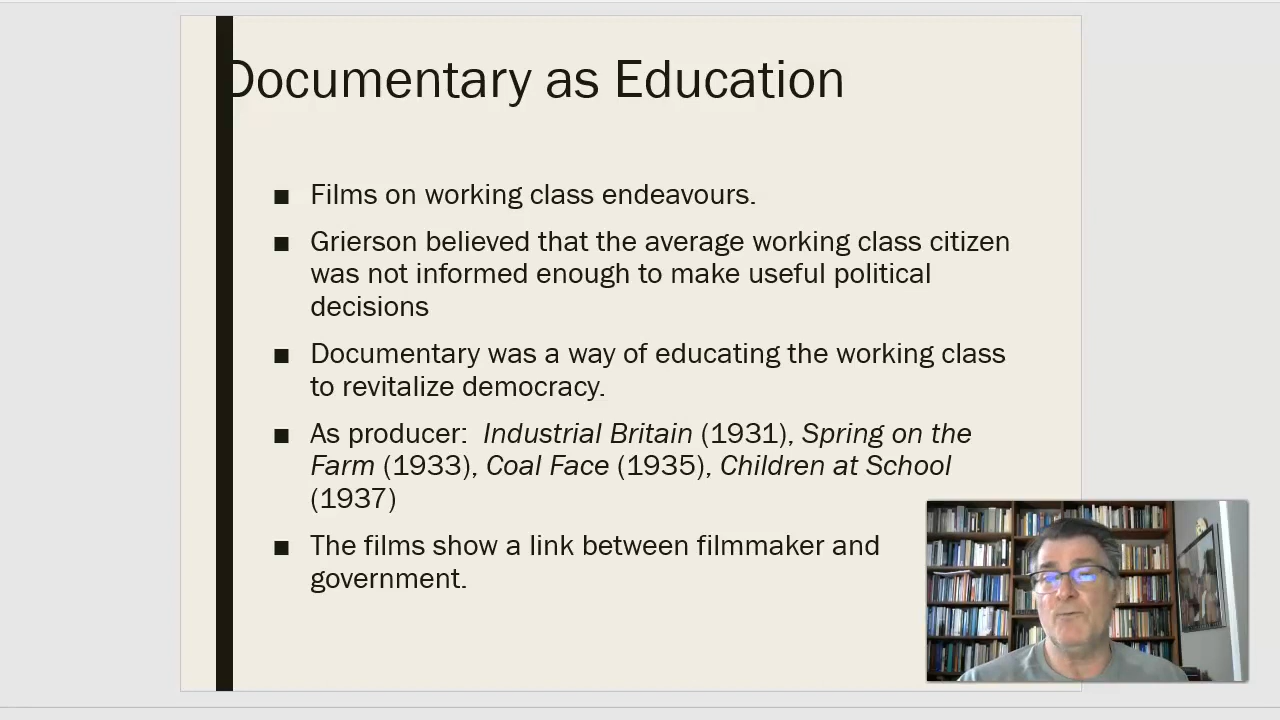 Documentary as Education
■ Films on working class endeavours.
■ Grierson believed that the average working class citizen
was not informed enough to make useful political
decisions
■ Documentary was a way of educating the working class
to revitalize democracy.
■ As producer: Industrial Britain (1931), Spring on the
Farm (1933), Coal Face (1935), Children at School
(1937)
■ The films show a link between filmmaker and
government.